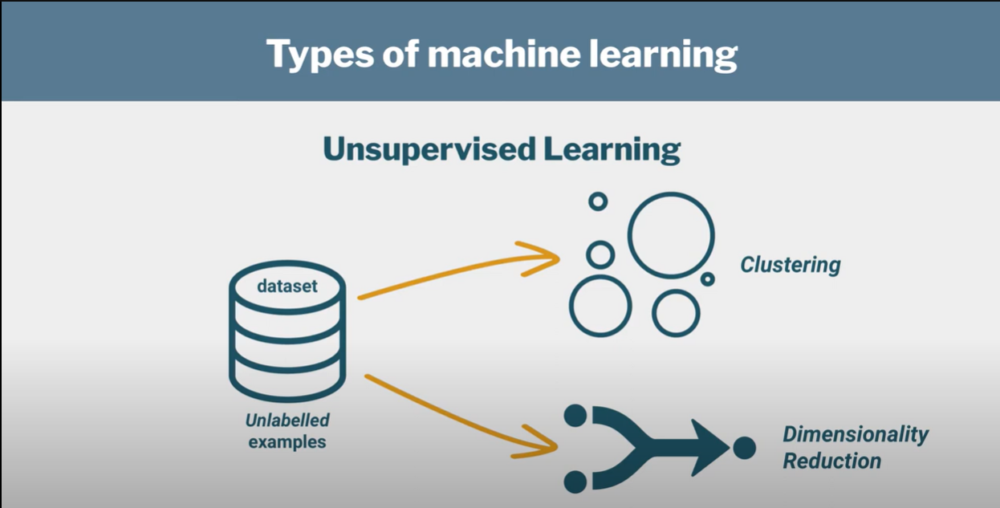 Types of machine learning
Unsupervised Learning
dataset
Unlabelled
examples
Clustering
Dimensionality
Reduction